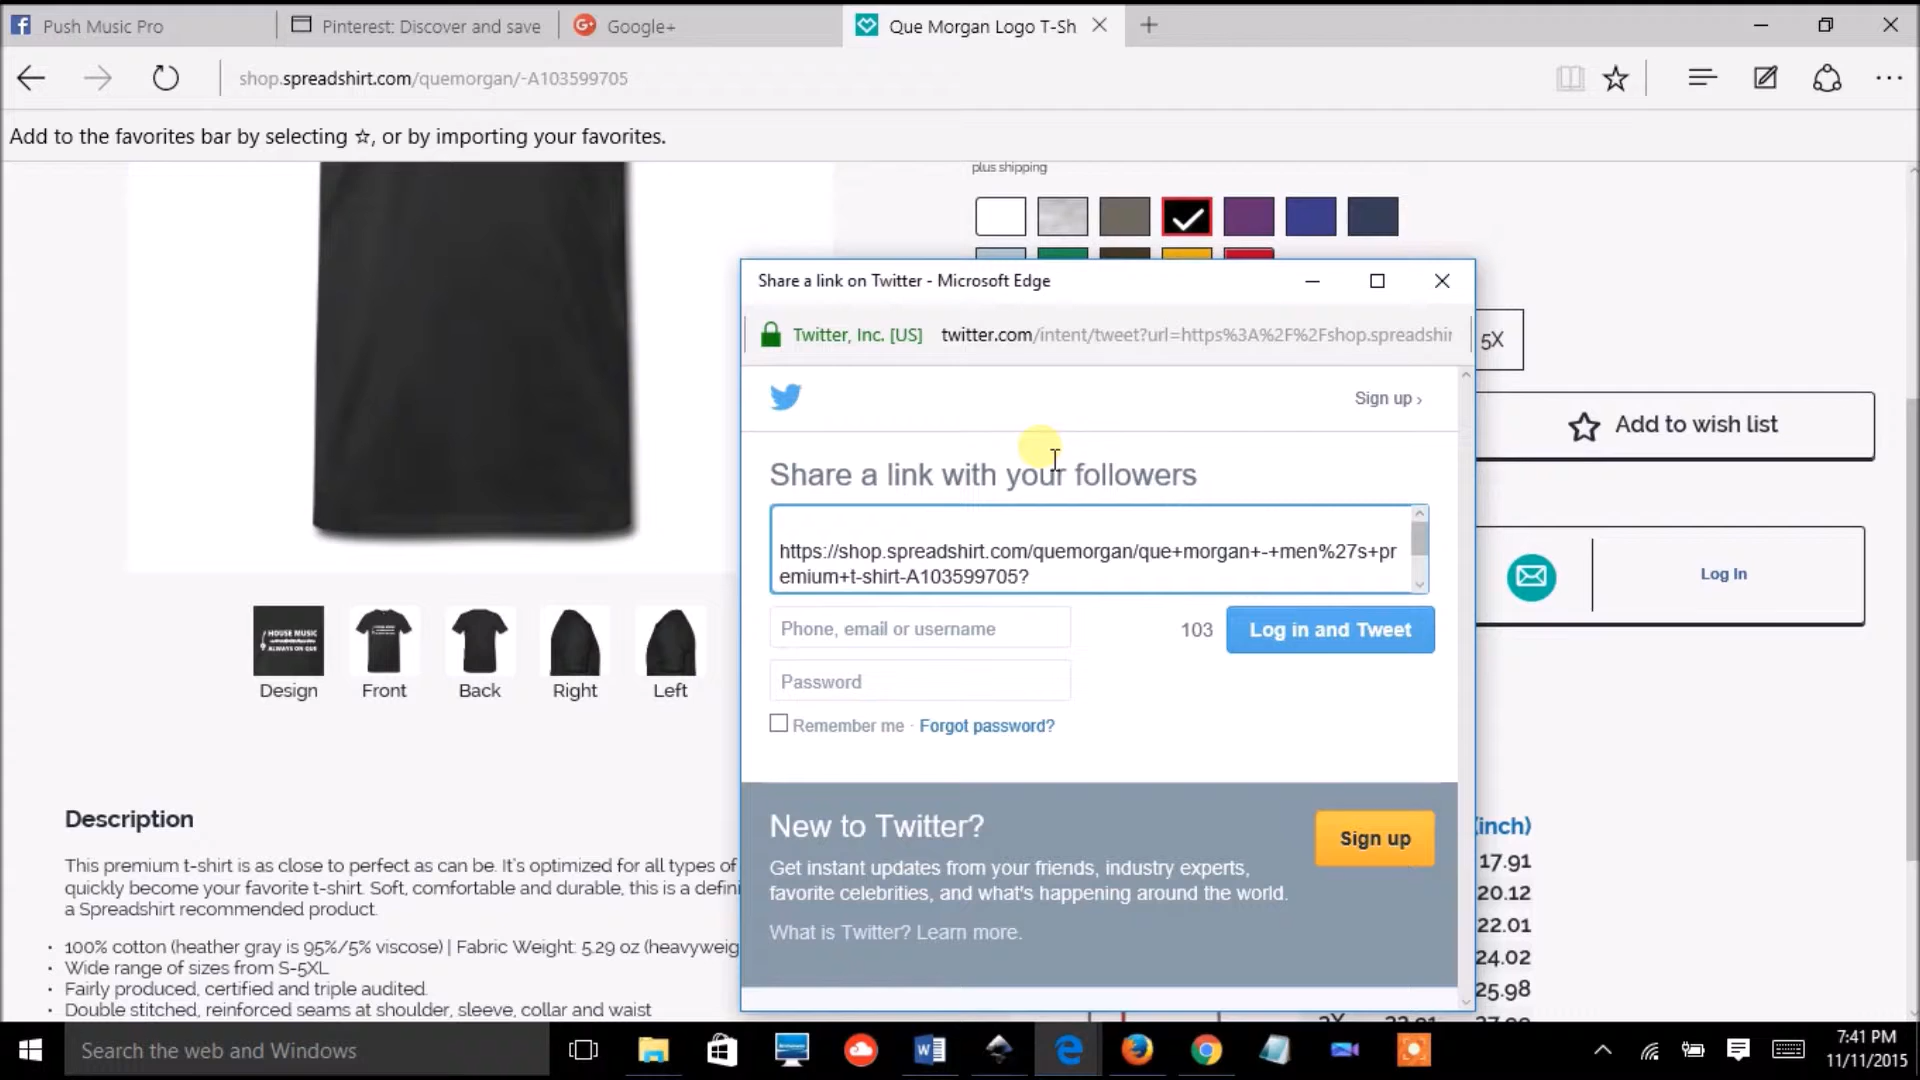 Push Music Pro
Pinterest: Discover and save
Google+
Que Morgan Logo T-Sh
shop.spreadshirt.com/quemorgan/-A103599705
Add to the favorites bar by selecting ☆, or by importing your favorites.
plus shipping
Share a link on Twitter - Microsoft Edge
Twitter, Inc. [US] twitter.com/intent/tweet?url=https%3A%2F%2Fshop.spreadshir
5X
Sign up ›
Add to wish list
Share a link with your followers
https://shop.spreadshirt.com/quemorgan/que+morgan+-+men%27s+pr
emium+t-shirt-A103599705?
Log In
Phone, email or username
103
Log in and Tweet
Password
Remember me · Forgot password?
HOUSE MUSIC
ALWAYS ON QUE
Design
Front
Back
Right
Left
New to Twitter?
Sign up
Get instant updates from your friends, industry experts,
favorite celebrities, and what's happening around the world.
What is Twitter? Learn more.
Description
This premium t-shirt is as close to perfect as can be. It's optimized for all types of
quickly become your favorite t-shirt. Soft, comfortable and durable, this is a defini
a Spreadshirt recommended product.
• 100% cotton (heather gray is 95%/5% viscose) | Fabric Weight: 5.29 oz (heavyweig
• Wide range of sizes from S-5XL
• Fairly produced, certified and triple audited.
• Double stitched, reinforced seams at shoulder, sleeve, collar and waist
(inch)
17.91
20.12
22.01
24.02
25.98
Search the web and Windows
7:41 PM
11/11/2015